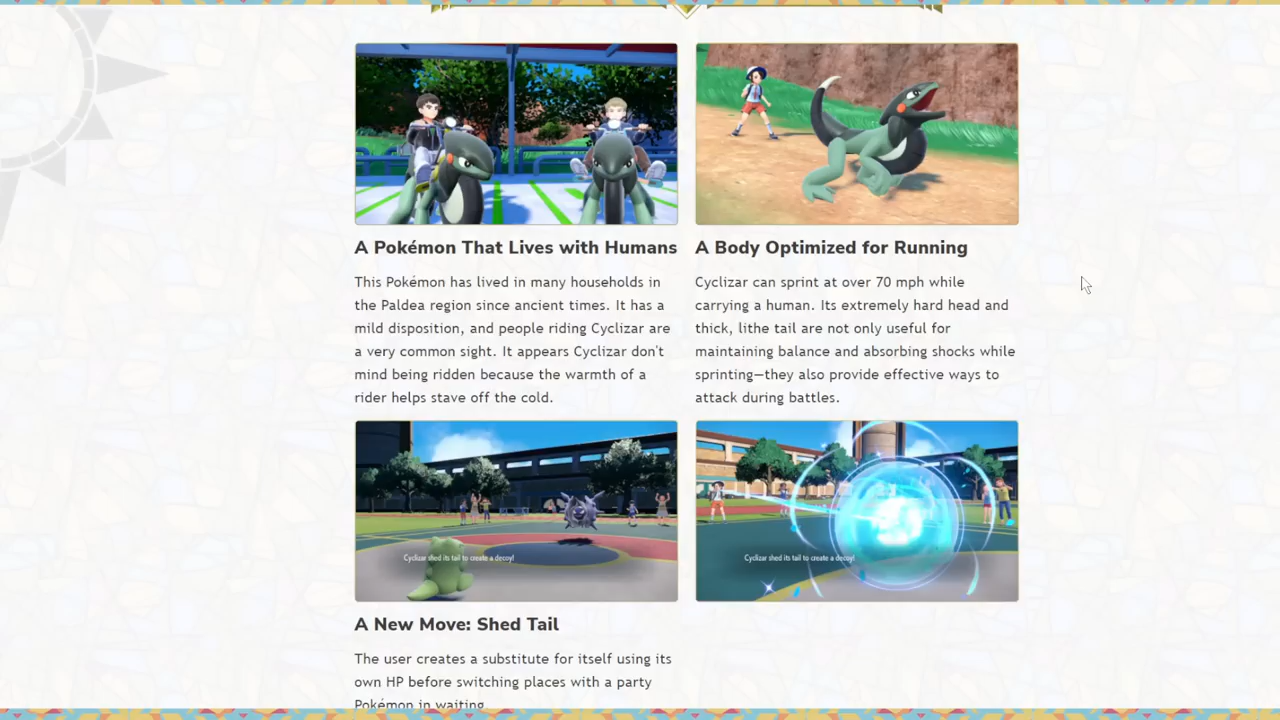 A Pokémon That Lives with Humans
This Pokémon has lived in many households in
the Paldea region since ancient times. It has a
mild disposition, and people riding Cyclizar are
a very common sight. It appears Cyclizar don't
mind being ridden because the warmth of a
rider helps stave off the cold.
A Body Optimized for Running
Cyclizar can sprint at over 70 mph while
carrying a human. Its extremely hard head and
thick, lithe tail are not only useful for
maintaining balance and absorbing shocks while
sprinting—they also provide effective ways to
attack during battles.
Cyclizar shed its tail to create a decoy!
Cyclizar shed its tail to create a decoy!
A New Move: Shed Tail
The user creates a substitute for itself using its
own HP before switching places with a party
Pokémon in waiting.